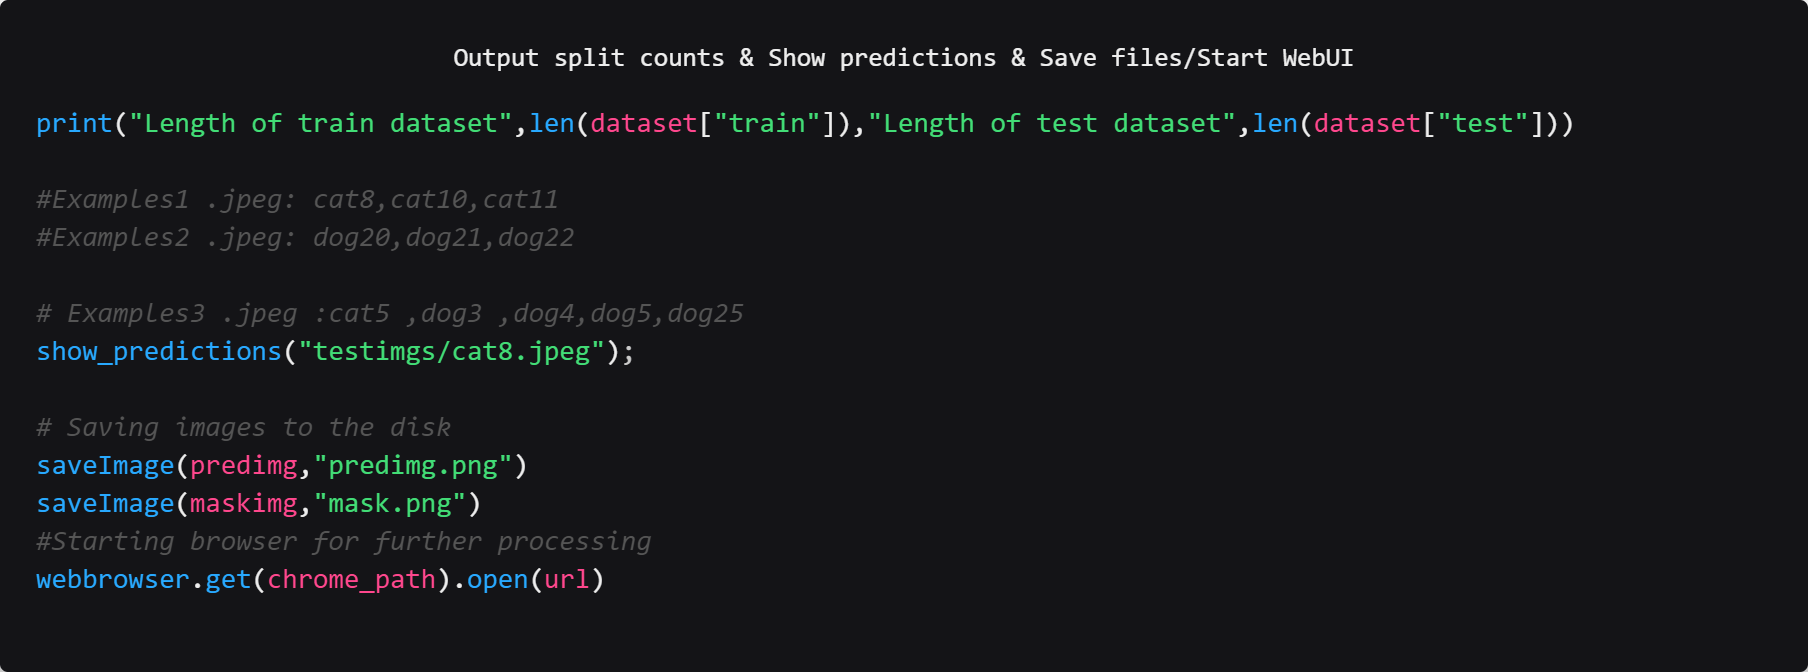 Output split counts & Show predictions & Save files/Start WebUI
print("Length of train dataset",len(dataset["train"]),"Length of test dataset",len(dataset["test"]))
#Examples1 .jpeg: cat8,cat10,cat11
#Examples2 .jpeg: dog20,dog21,dog22
# Examples3 .jpeg :cat5 ,dog3 ,dog4,dog5,dog25
show_predictions("testimgs/cat8.jpeg");
# Saving images to the disk
saveImage(predimg,"predimg.png")
saveImage(maskimg,"mask.png")
#Starting browser for further processing
webbrowser.get(chrome_path).open(url)